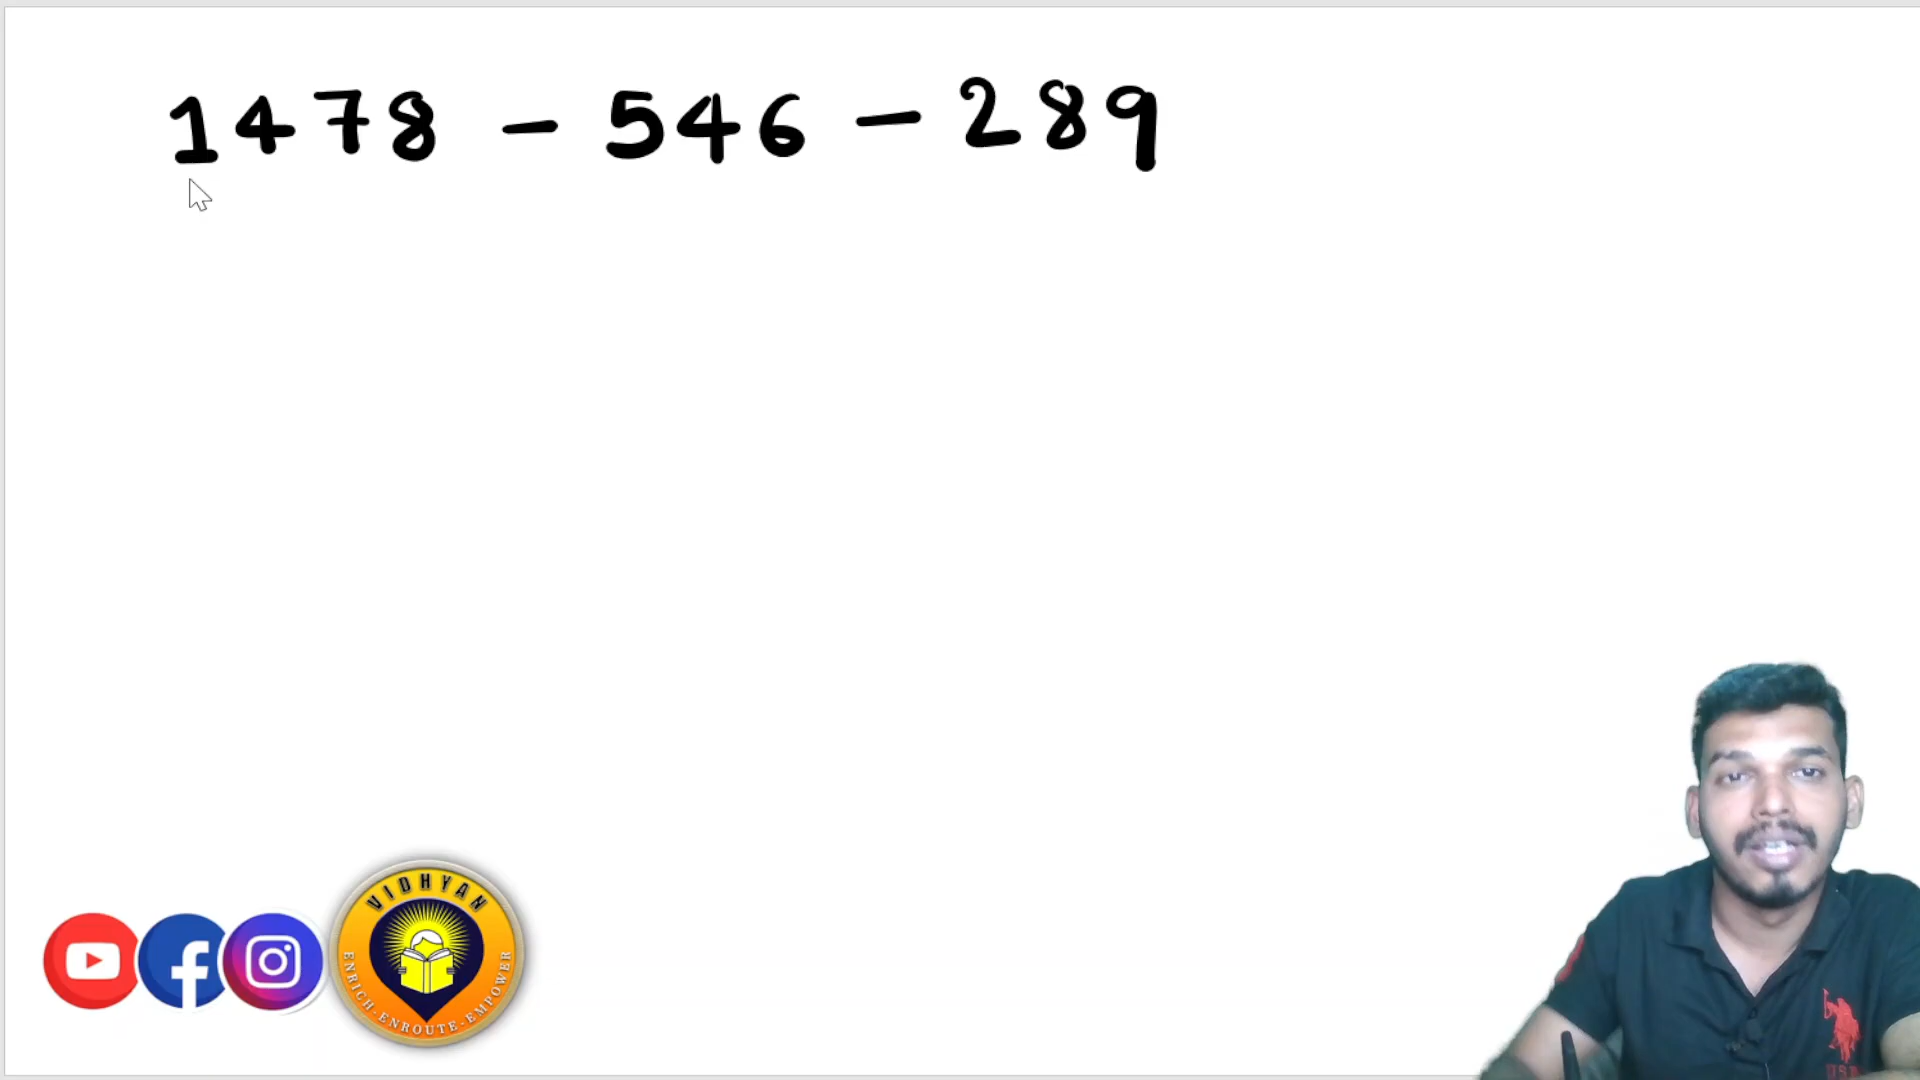 1478 - 546 - 289
VIDHYAN
ENRICH-ENROUTE-EMPOWER